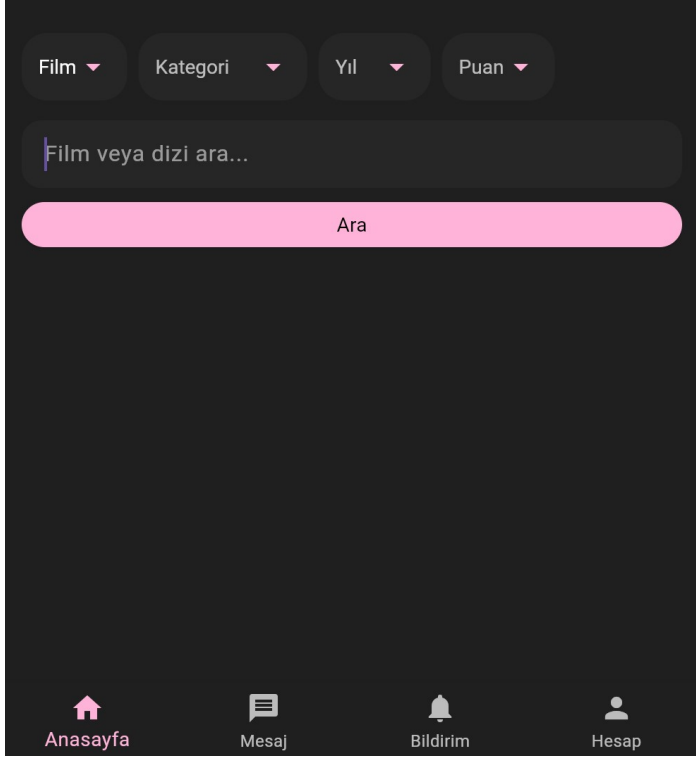 Film Kategori Yıl Puan
Film veya dizi ara...
Ara
Anasayfa Mesaj Bildirim Hesap